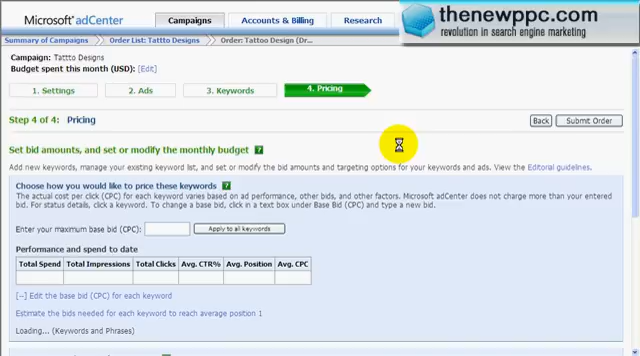 Microsoft® adCenter
Campaigns
Accounts & Billing
Research
thenewppc.com
revolution in search engine marketing
Summary of Campaigns
Order List: Tattto Designs
Order: Tattoo Design (Dr...
Campaign: Tattto Designs
Budget spent this month (USD): [Edit]
1. Settings
2. Ads
3. Keywords
4. Pricing
Step 4 of 4: Pricing
Back
Submit Order
Set bid amounts, and set or modify the monthly budget ?
Add new keywords, manage your existing keyword list, and set or modify the bid amounts and targeting options for your keywords and ads. View the Editorial guidelines.
Choose how you would like to price these keywords ?
The actual cost per click (CPC) for each keyword varies based on ad performance, other bids, and other factors. Microsoft adCenter does not charge more than your entered
bid. For status details, click a keyword. To change a base bid, click in a text box under Base Bid (CPC) and type a new bid.
Enter your maximum base bid (CPC):
Apply to all keywords
Performance and spend to date
Total Spend Total Impressions Total Clicks Avg. CTR% Avg. Position Avg. CPC
[--] Edit the base bid (CPC) for each keyword
Estimate the bids needed for each keyword to reach average position 1
Loading... (Keywords and Phrases)